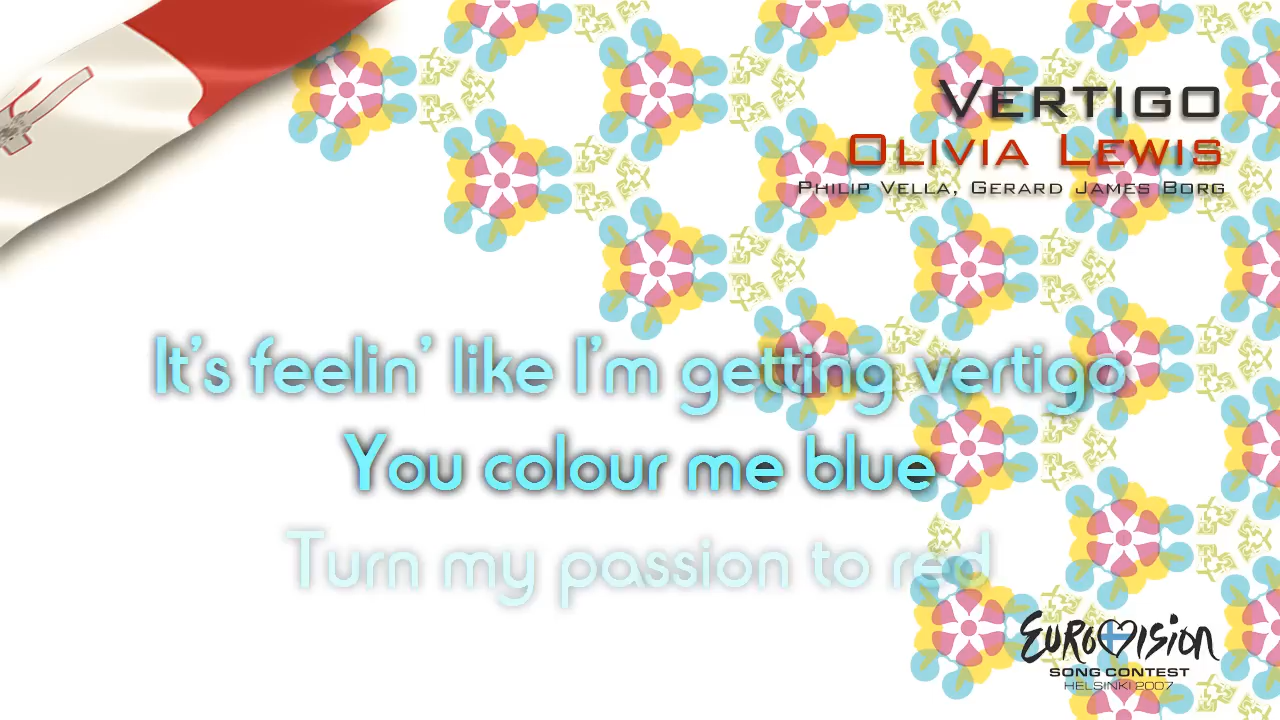 Vertigo
Olivia Lewis
Philip Vella, Gerard James Borg
It's feelin' like I'm getting vertigo
You colour me blue
Turn my passion to red
Eurovision
SONG CONTEST
HELSINKI 2007